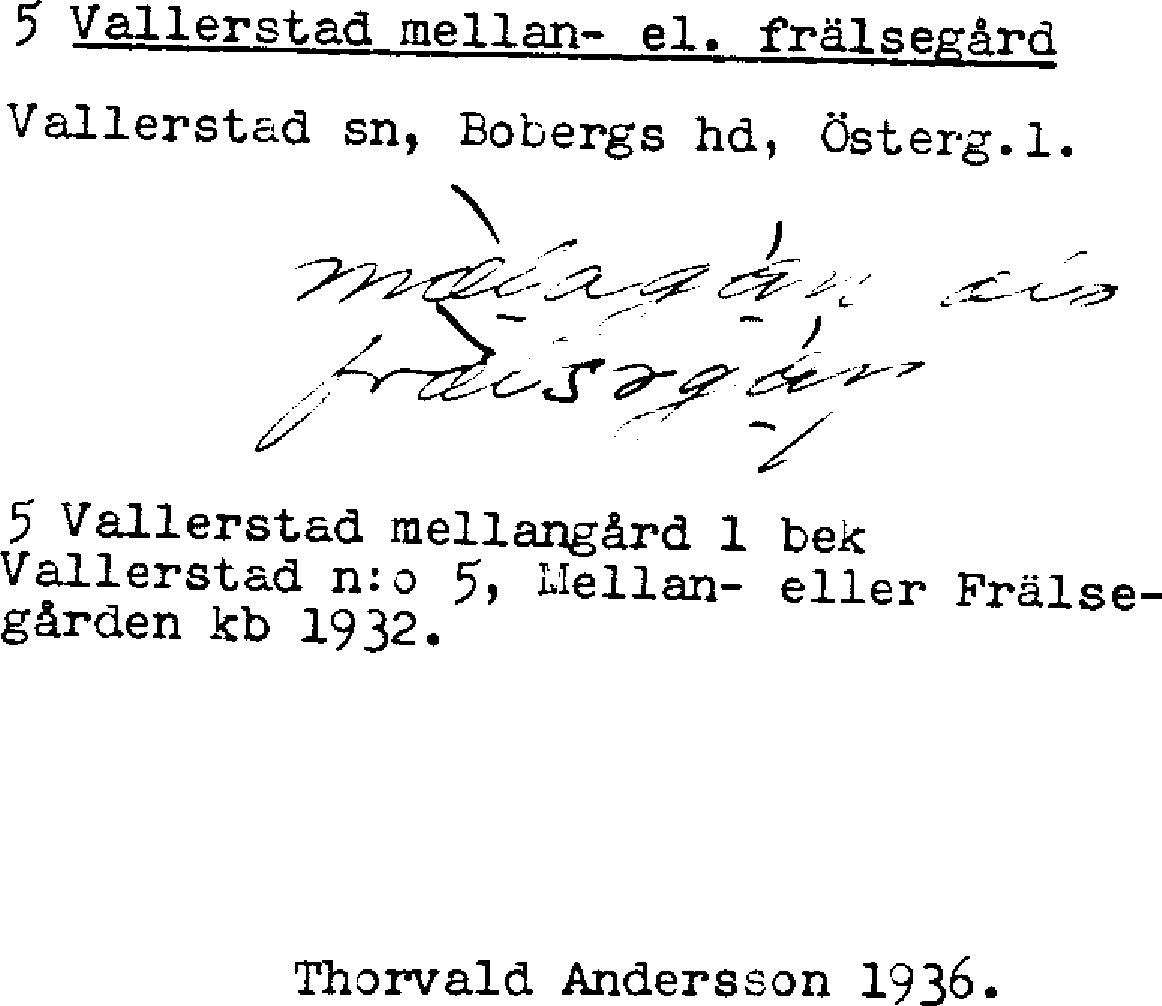 5 Vallerstad mellan- el. frälsegård
Vallerstad sn, Bobergs hd, Österg.l.
5 Vallerstad mellangård 1 bek
Vallerstad n:o 5, Mellan- eller Frälse-
gården kb 1932.
Thorvald Andersson 1936.